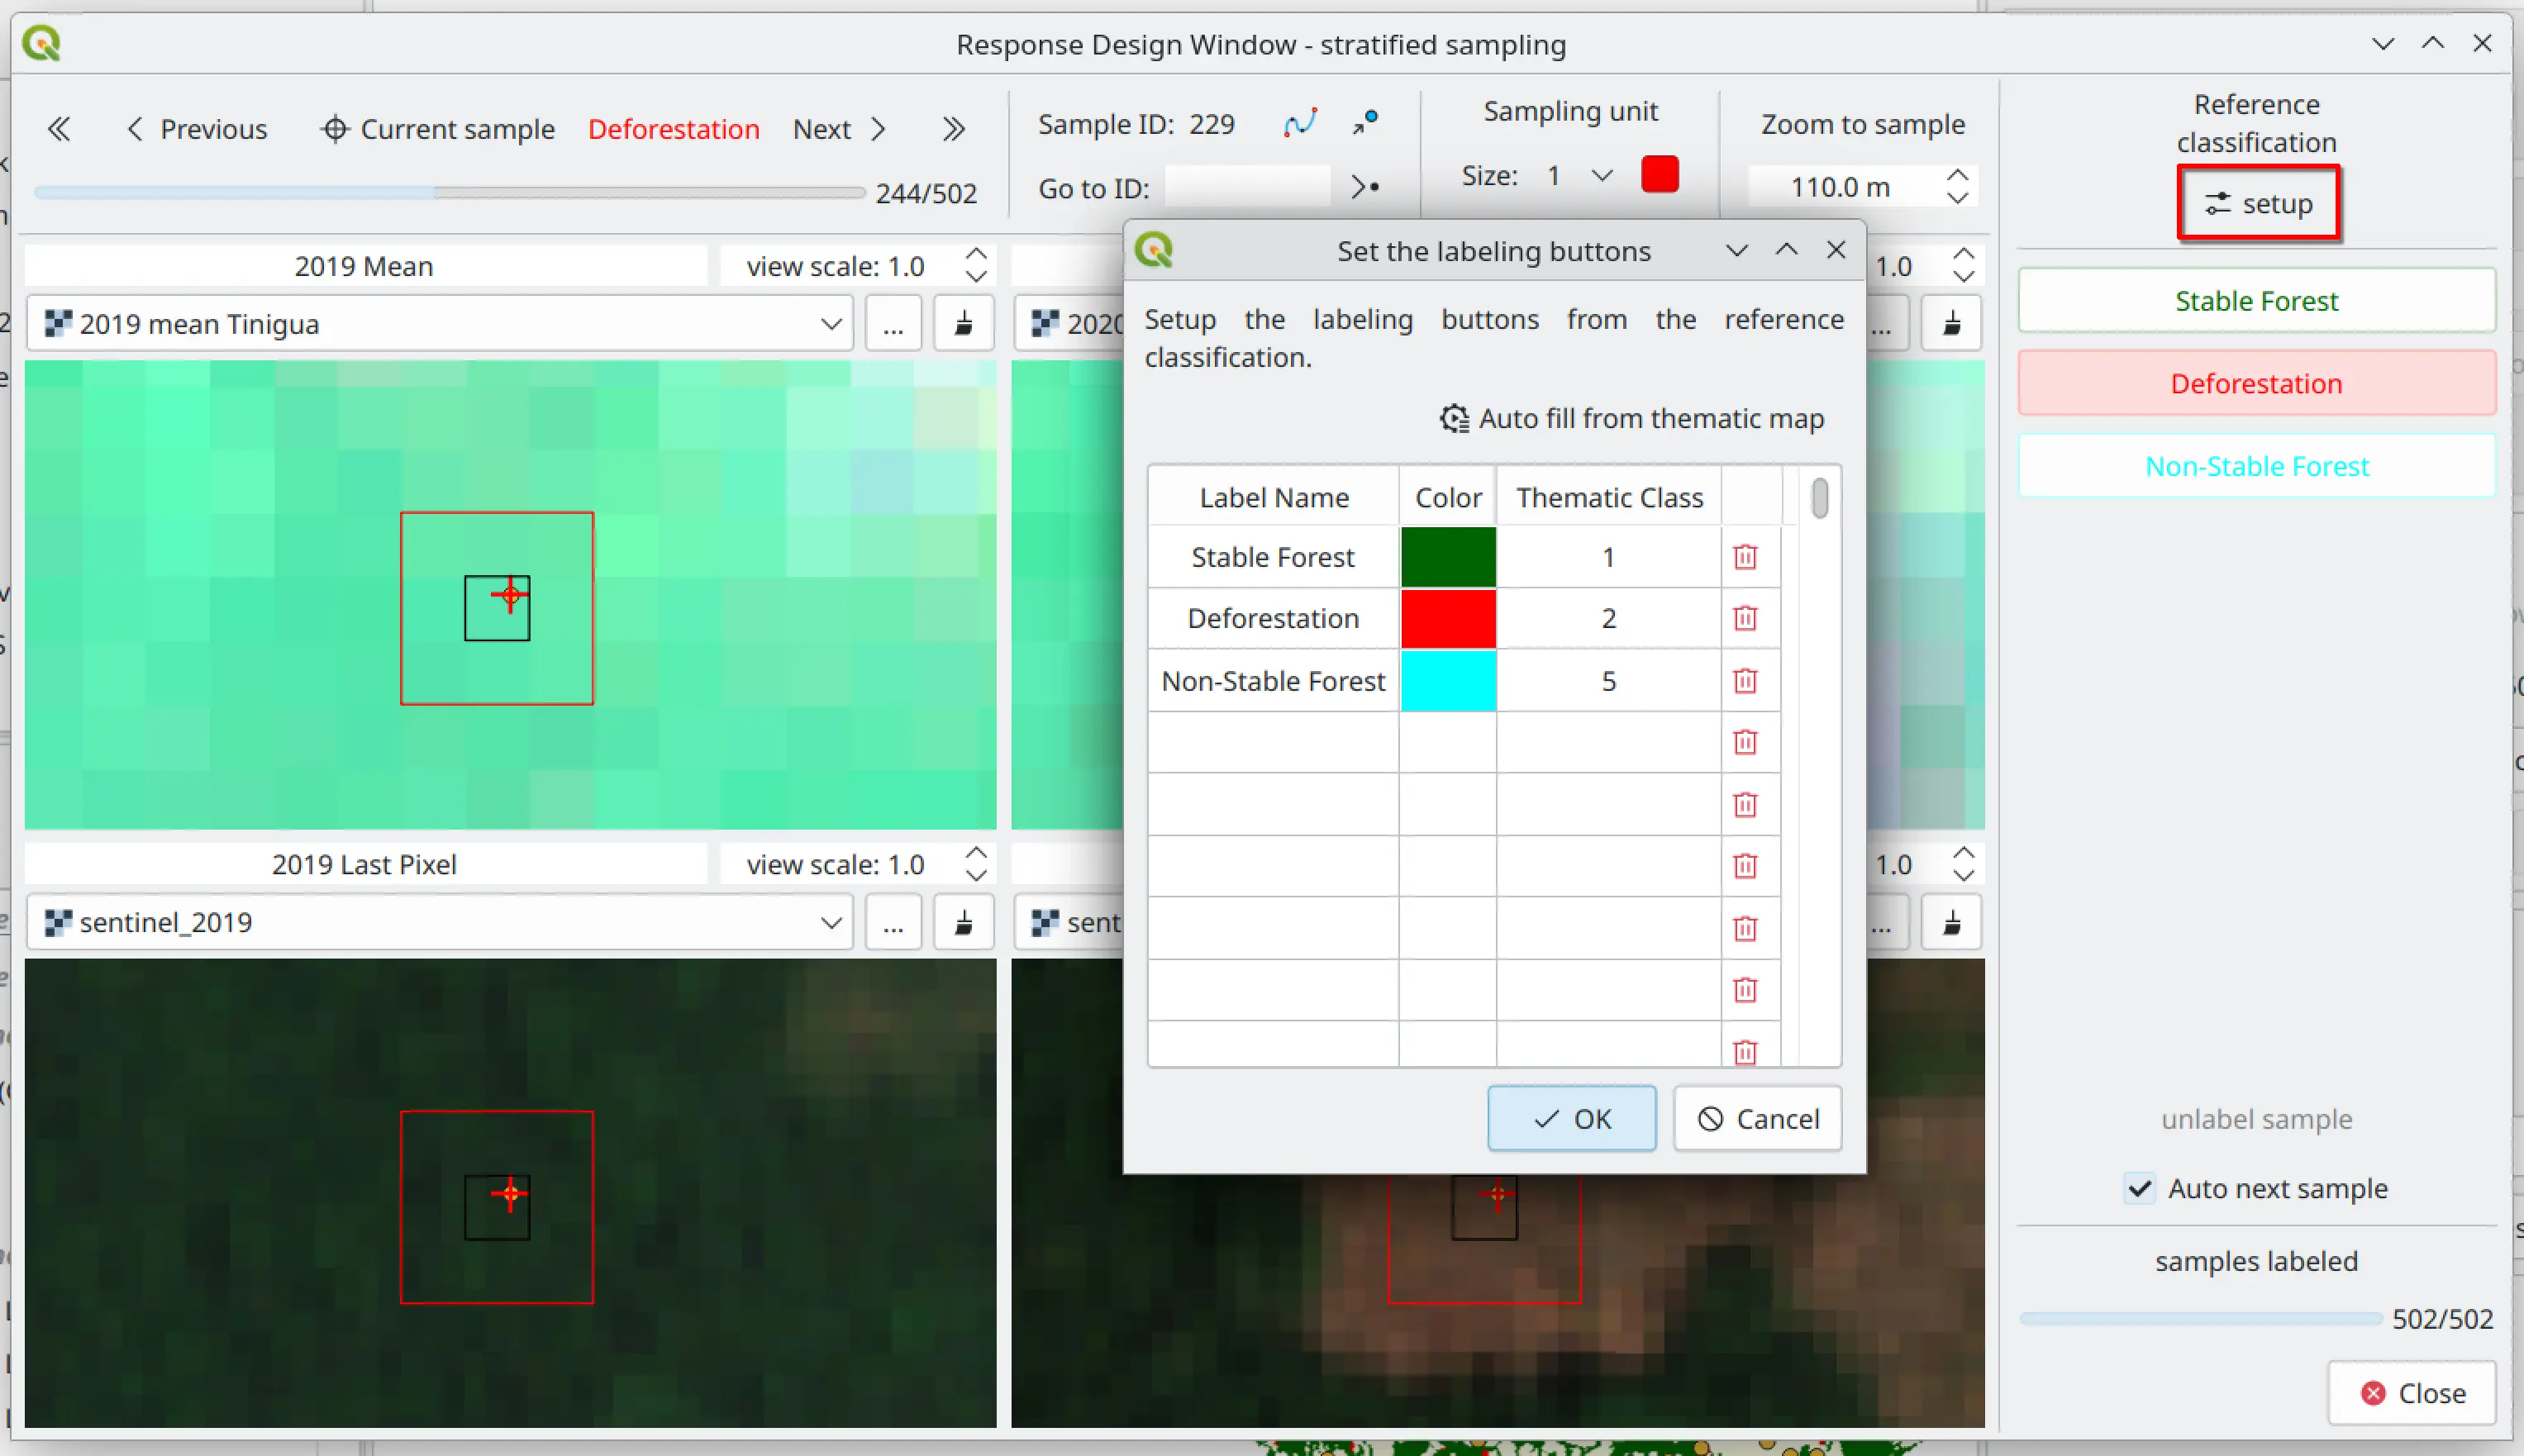 Response Design Window - stratified sampling
Previous
Current sample
Deforestation
Next
244/502
Sample ID: 229
Go to ID:
Sampling unit
Size: 1
Zoom to sample
110.0 m
Reference
classification
setup
2019 Mean
view scale: 1.0
1.0
2019 mean Tinigua
...
...
2019 Last Pixel
view scale: 1.0
1.0
sentinel_2019
...
sent
...
Set the labeling buttons
Setup the labeling buttons from the reference
classification.
Auto fill from thematic map
Label Name Color Thematic Class
Stable Forest 1
Deforestation 2
Non-Stable Forest 5
OK
Cancel
Stable Forest
Deforestation
Non-Stable Forest
unlabel sample
Auto next sample
samples labeled
502/502
Close